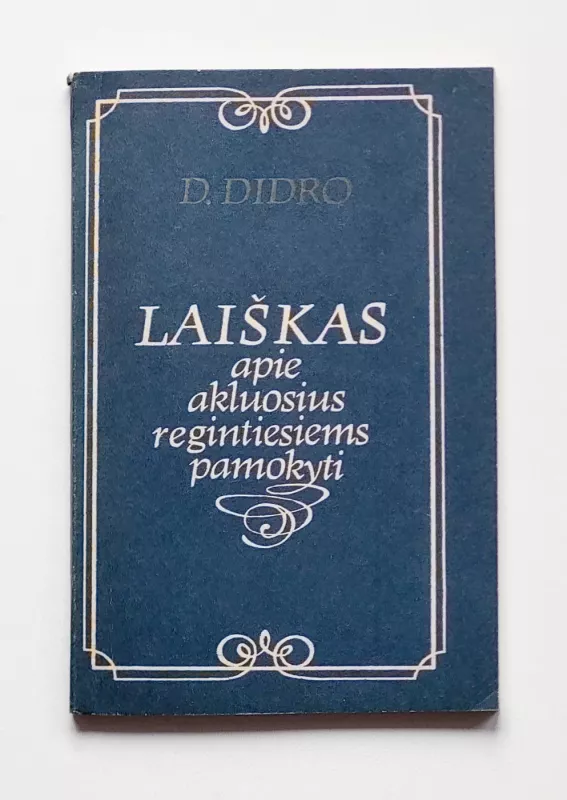 D. DIDRO
LAIŠKAS
apie
akluosius
regintiesiems
pamokyti